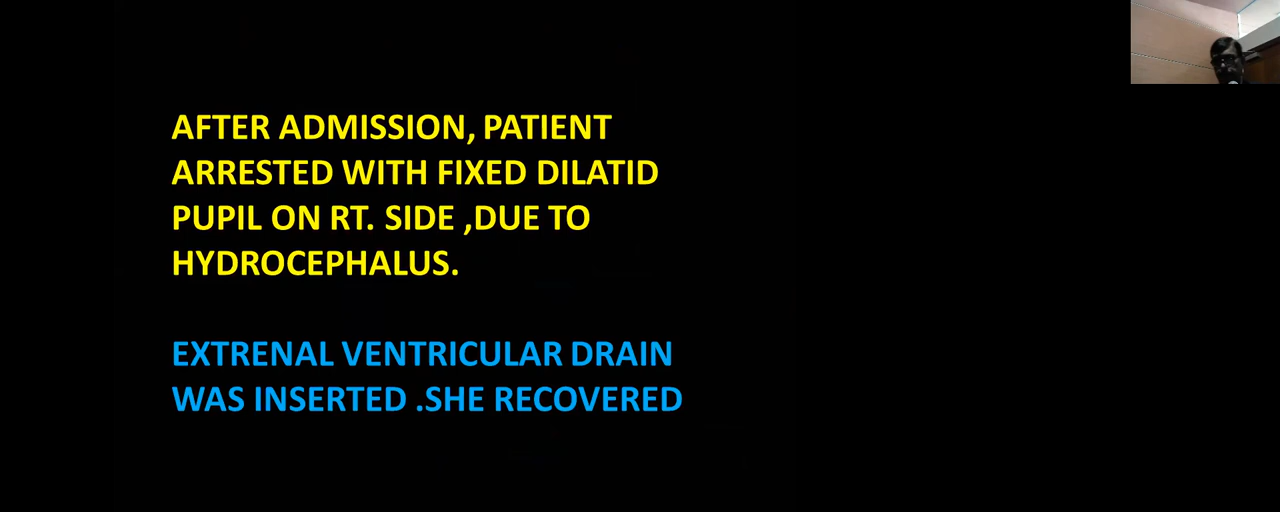 AFTER ADMISSION, PATIENT
ARRESTED WITH FIXED DILATID
PUPIL ON RT. SIDE ,DUE TO
HYDROCEPHALUS.
EXTRENAL VENTRICULAR DRAIN
WAS INSERTED .SHE RECOVERED